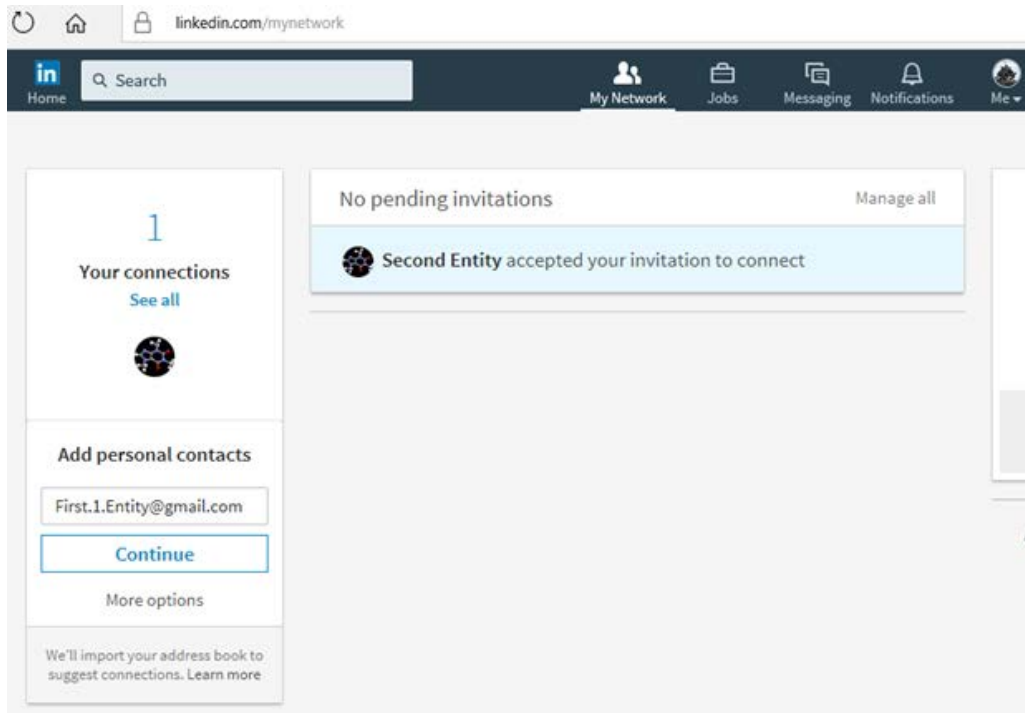 linkedin.com/mynetwork
in
Home
Search
My Network
Jobs
Messaging
Notifications
Me
1
Your connections
See all
Add personal contacts
First.1.Entity@gmail.com
Continue
More options
We'll import your address book to
suggest connections. Learn more
No pending invitations
Manage all
Second Entity accepted your invitation to connect